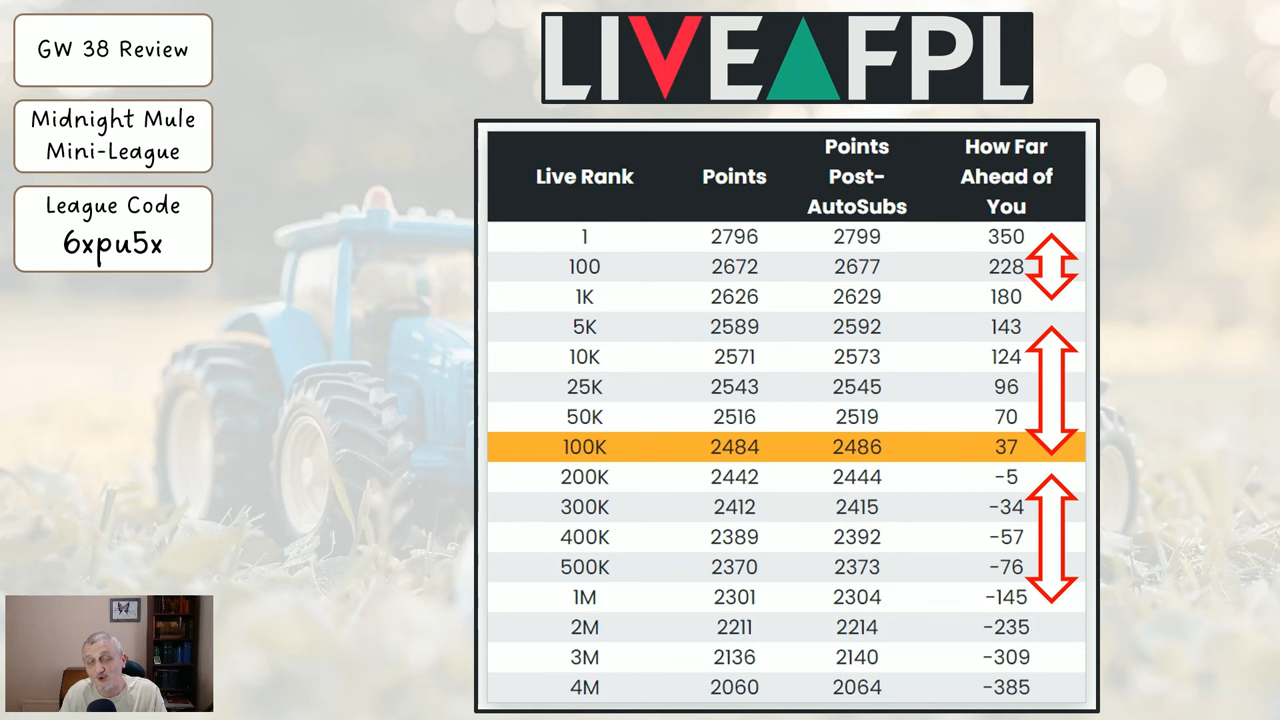 GW 38 Review
Midnight Mule
Mini-League
League Code
6xpu5x
LIVEFPL
Live Rank Points Points Post-AutoSubs How Far Ahead of You
1 2796 2799 350
100 2672 2677 228
1K 2626 2629 180
5K 2589 2592 143
10K 2571 2573 124
25K 2543 2545 96
50K 2516 2519 70
100K 2484 2486 37
200K 2442 2444 -5
300K 2412 2415 -34
400K 2389 2392 -57
500K 2370 2373 -76
1M 2301 2304 -145
2M 2211 2214 -235
3M 2136 2140 -309
4M 2060 2064 -385